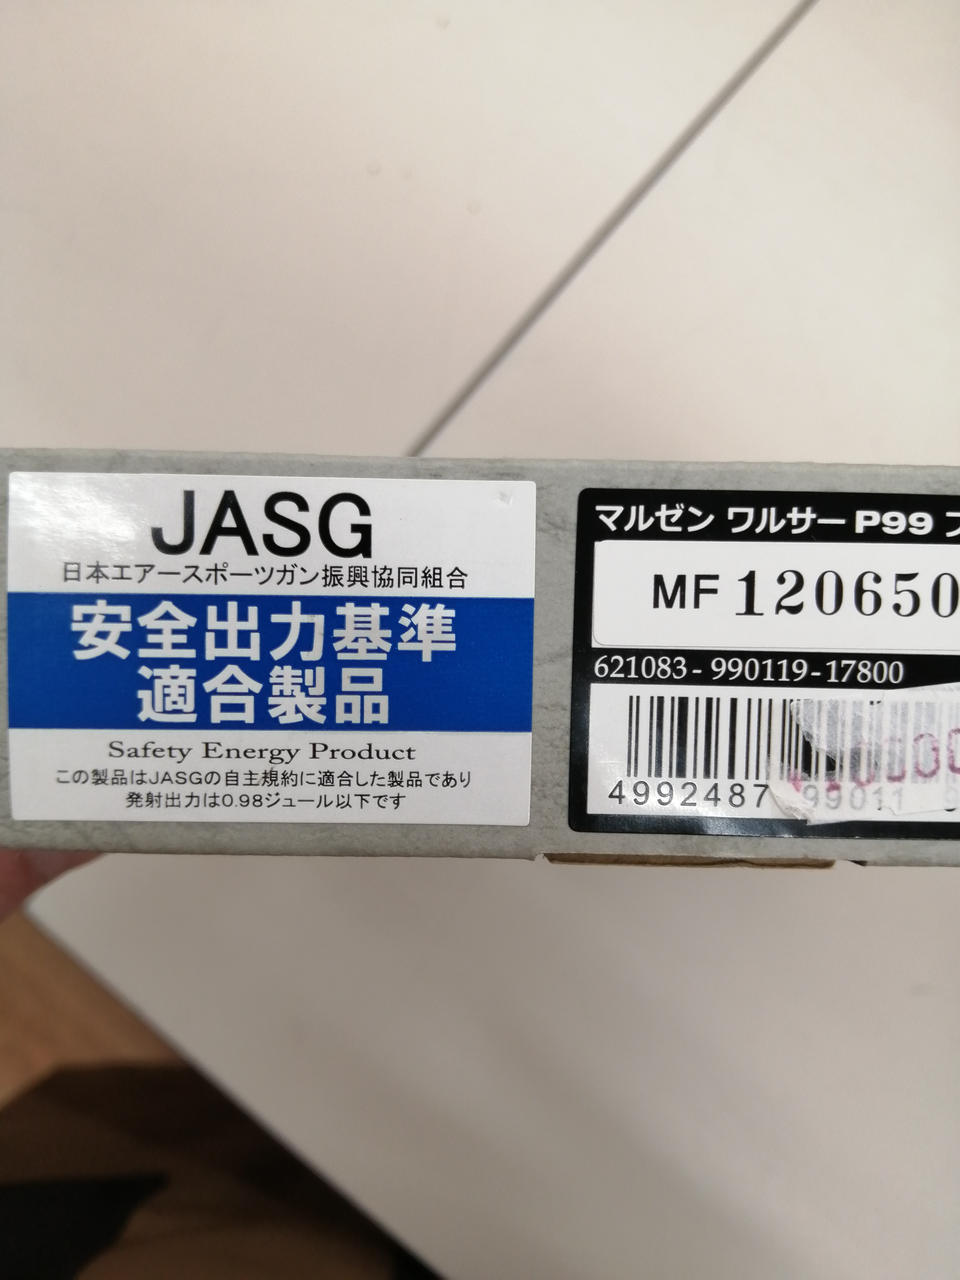 JASG
日本エアースポーツガン振興協同組合
安全出力基準
適合製品
Safety Energy Product
この製品はJASGの自主規約に適合した製品であり
発射出力は0.98ジュール以下です
マルゼン ワルサー P99
MF 120650
621083-990119-17800
4992487 99011